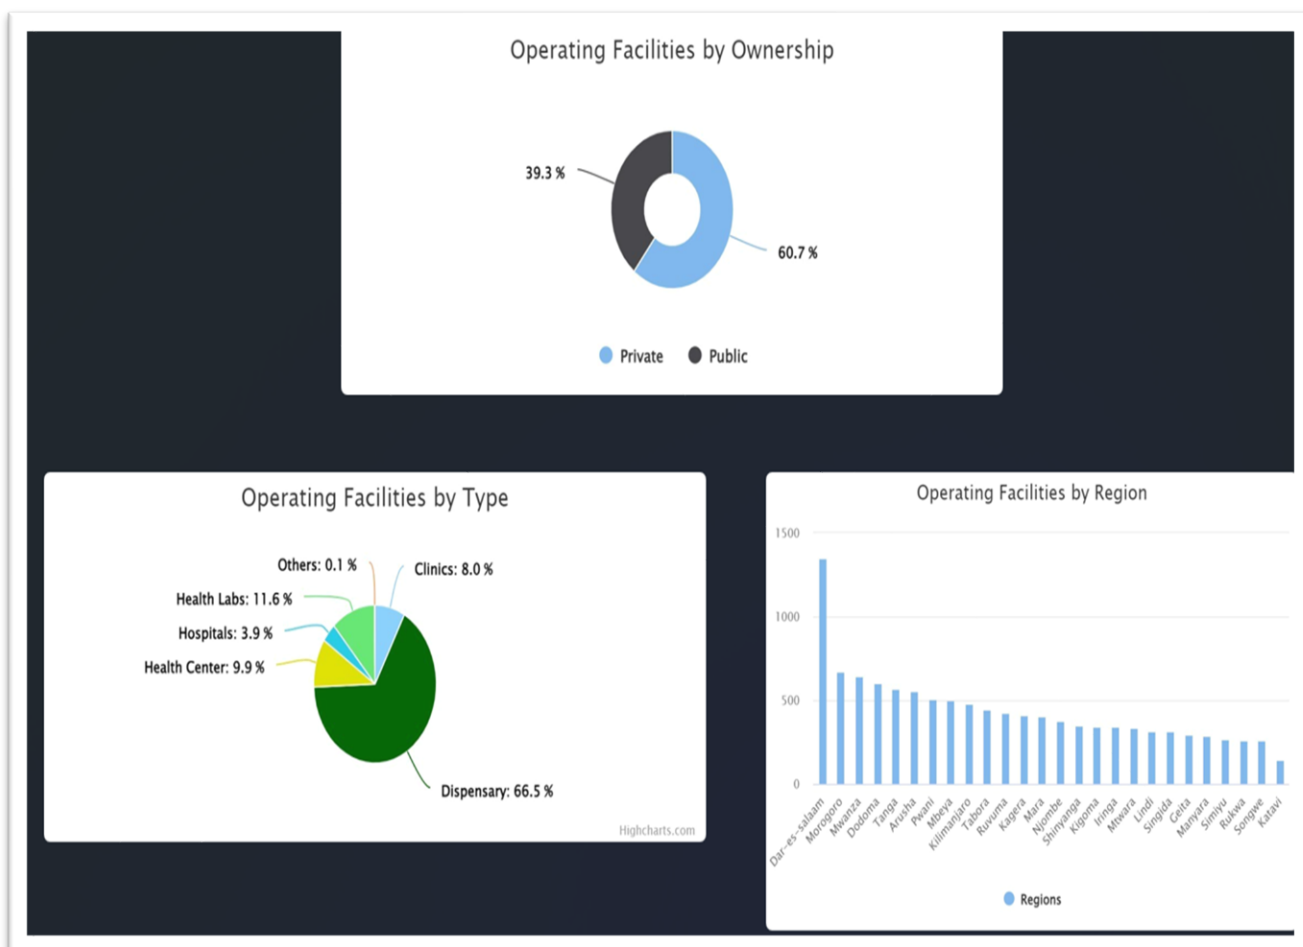 Operating Facilities by Ownership
39.3 %
60.7 %
Private Public
Operating Facilities by Type
Others: 0.1 %
Clinics: 8.0 %
Health Labs: 11.6 %
Hospitals: 3.9 %
Health Center: 9.9 %
Dispensary: 66.5 %
Highcharts.com
Operating Facilities by Region
1500
1000
500
0
Dar-es-salaam
Morogoro
Mwanza
Dodoma
Tanga
Arusha
Pwani
Mbeya
Kilimanjaro
Tabora
Ruvuma
Kagera
Mara
Njombe
Shinyanga
Kigoma
Iringa
Mtwara
Lindi
Singida
Geita
Manyara
Simiyu
Rukwa
Songwe
Katavi
Regions